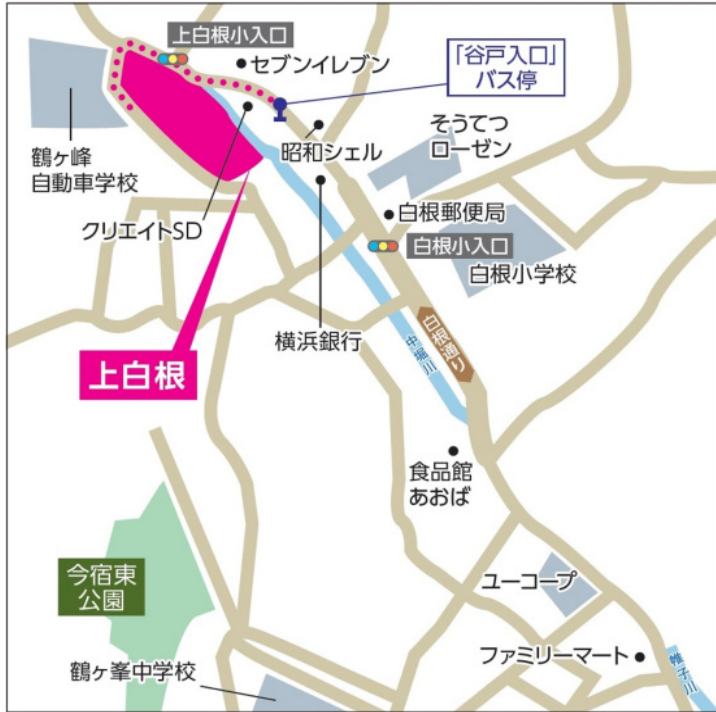 上白根小入口
セブンイレブン
「谷戸入口」
バス停
鶴ヶ峰
自動車学校
昭和シェル
そうてつ
ローゼン
クリエイトSD
白根郵便局
白根小入口
白根小学校
横浜銀行
白根通り
中堀川
上白根
食品館
あおば
今宿東
公園
ユーコープ
鶴ヶ峯中学校
ファミリーマート
帷子川